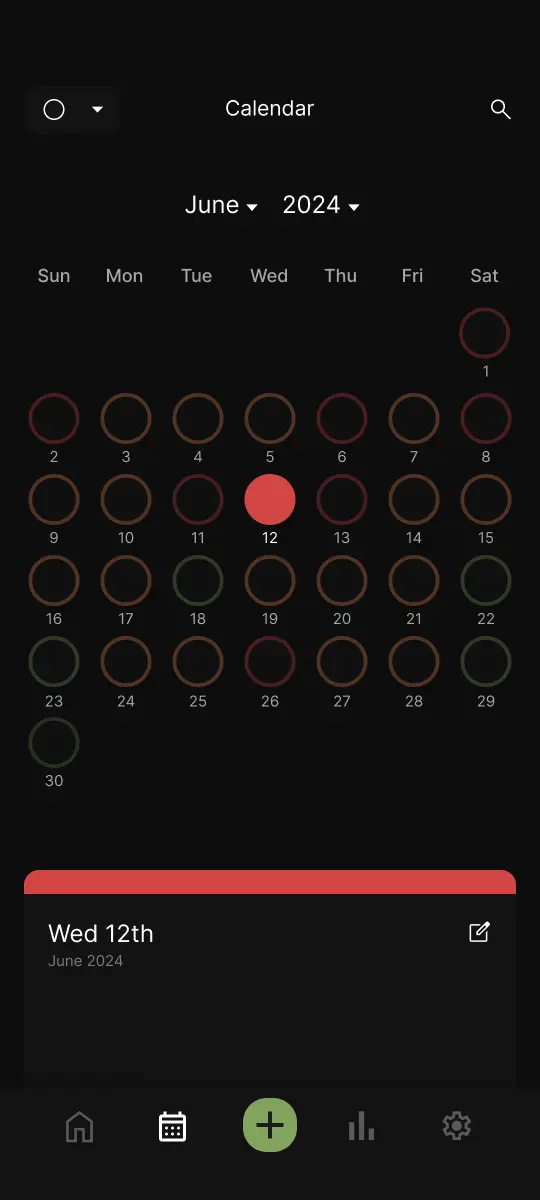 Calendar
June 2024
Sun Mon Tue Wed Thu Fri Sat
1
2 3 4 5 6 7 8
9 10 11 12 13 14 15
16 17 18 19 20 21 22
23 24 25 26 27 28 29
30
Wed 12th
June 2024